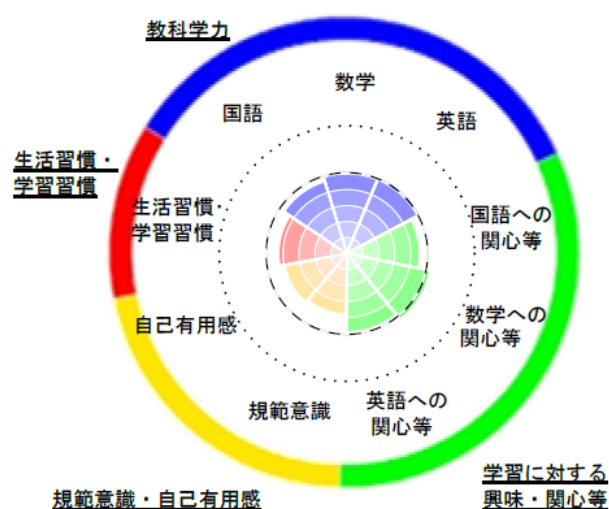 教科学力
数学
国語
英語
生活習慣・
学習習慣
生活習慣・
学習習慣
国語への
関心等
自己有用感
数学への
関心等
規範意識
英語への
関心等
規範意識・自己有用感
学習に対する
興味・関心等